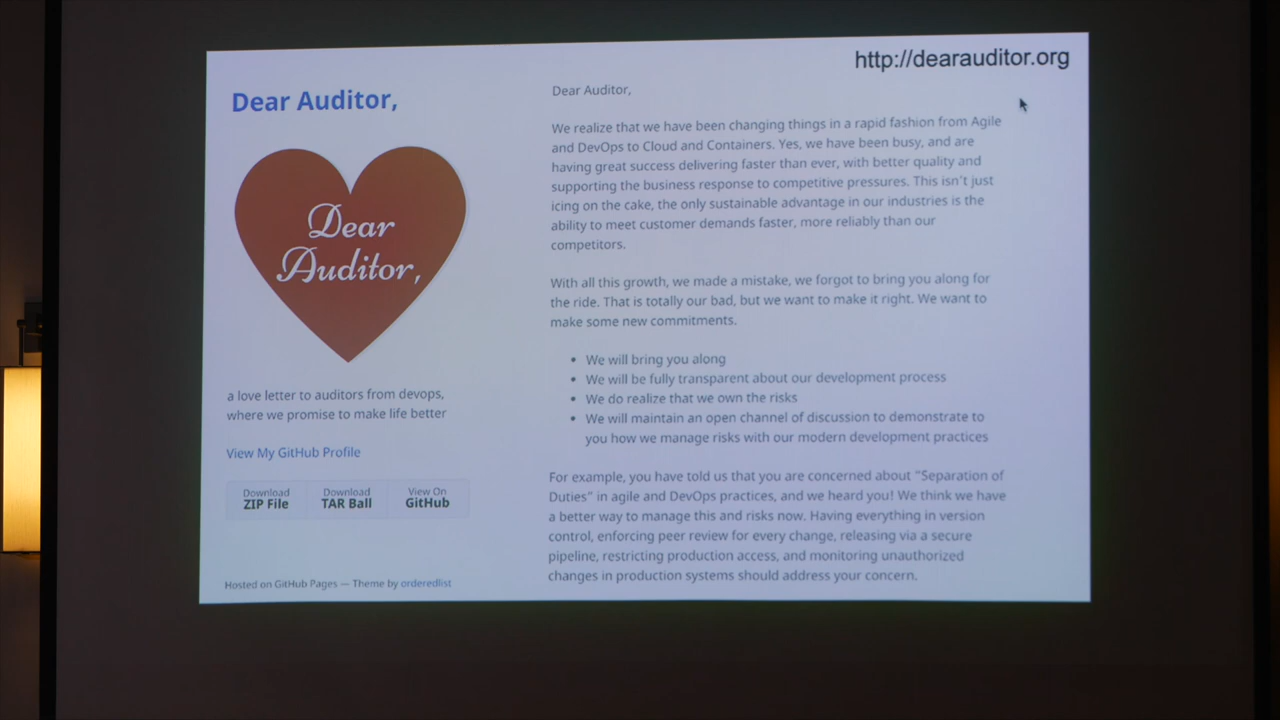 http://dearauditor.org
Dear Auditor,
Dear
Auditor,
a love letter to auditors from devops,
where we promise to make life better
View My GitHub Profile
Download
ZIP File
Download
TAR Ball
View On
GitHub
Hosted on GitHub Pages — Theme by orderedlist
Dear Auditor,
We realize that we have been changing things in a rapid fashion from Agile
and DevOps to Cloud and Containers. Yes, we have been busy, and are
having great success delivering faster than ever, with better quality and
supporting the business response to competitive pressures. This isn't just
icing on the cake, the only sustainable advantage in our industries is the
ability to meet customer demands faster, more reliably than our
competitors.
With all this growth, we made a mistake, we forgot to bring you along for
the ride. That is totally our bad, but we want to make it right. We want to
make some new commitments.
• We will bring you along
• We will be fully transparent about our development process
• We do realize that we own the risks
• We will maintain an open channel of discussion to demonstrate to
you how we manage risks with our modern development practices
For example, you have told us that you are concerned about "Separation of
Duties" in agile and DevOps practices, and we heard you! We think we have
a better way to manage this and risks now. Having everything in version
control, enforcing peer review for every change, releasing via a secure
pipeline, restricting production access, and monitoring unauthorized
changes in production systems should address your concern.